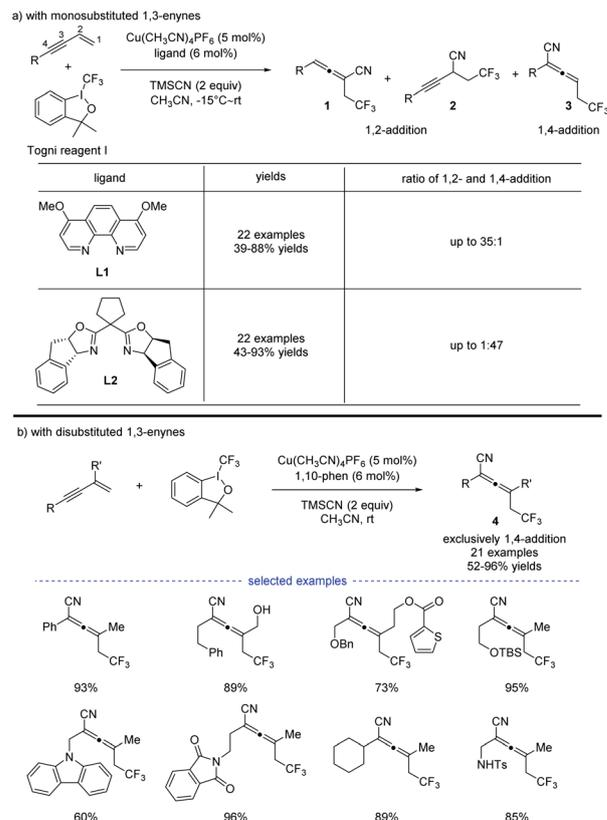 a) with monosubstituted 1,3-enynes
4 3 2 1
R
+
CF3
I
O
Togni reagent I
Cu(CH3CN)4PF6 (5 mol%)
ligand (6 mol%)
TMSCN (2 equiv)
CH3CN, -15°C~rt
R CN CF3 1
+
CN CF3 R 2
+
CN R CF3 3
1,2-addition
1,4-addition
ligand yields ratio of 1,2- and 1,4-addition
MeO OMe
N N
L1
22 examples
39-88% yields
up to 35:1
O O
N N
L2
22 examples
43-93% yields
up to 1:47
b) with disubstituted 1,3-enynes
R'
R
+
CF3
I
O
Cu(CH3CN)4PF6 (5 mol%)
1,10-phen (6 mol%)
TMSCN (2 equiv)
CH3CN, rt
CN
R R'
CF3
4
exclusively 1,4-addition
21 examples
52-96% yields
selected examples
CN
Ph Me
CF3
93%
CN OH
Ph CF3
89%
CN O O
OBn S
CF3
73%
CN
Me
OTBS CF3
95%
CN
N Me
CF3
60%
CN
O Me
N
O CF3
96%
CN
Me
CF3
89%
CN
Me
NHTs CF3
85%